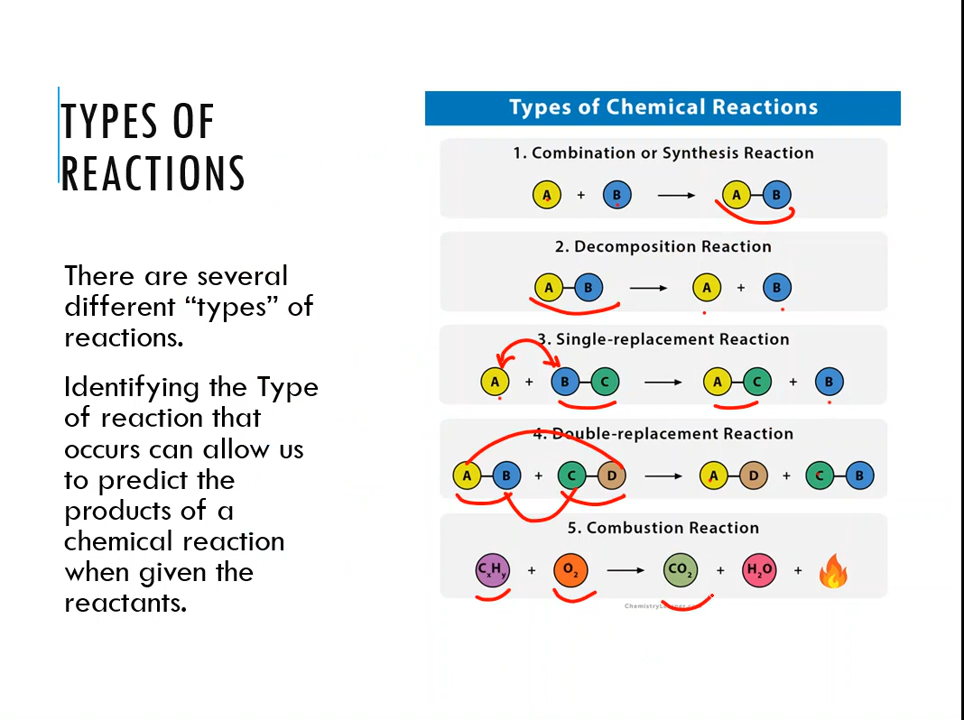 TYPES OF
REACTIONS
There are several
different “types” of
reactions.
Identifying the Type
of reaction that
occurs can allow us
to predict the
products of a
chemical reaction
when given the
reactants.
Types of Chemical Reactions
1. Combination or Synthesis Reaction
A + B → A B
2. Decomposition Reaction
A B → A + B
3. Single-replacement Reaction
A + B C → A C + B
4. Double-replacement Reaction
A B + C D → A D + C B
5. Combustion Reaction
CxHy + O2 → CO2 + H2O +